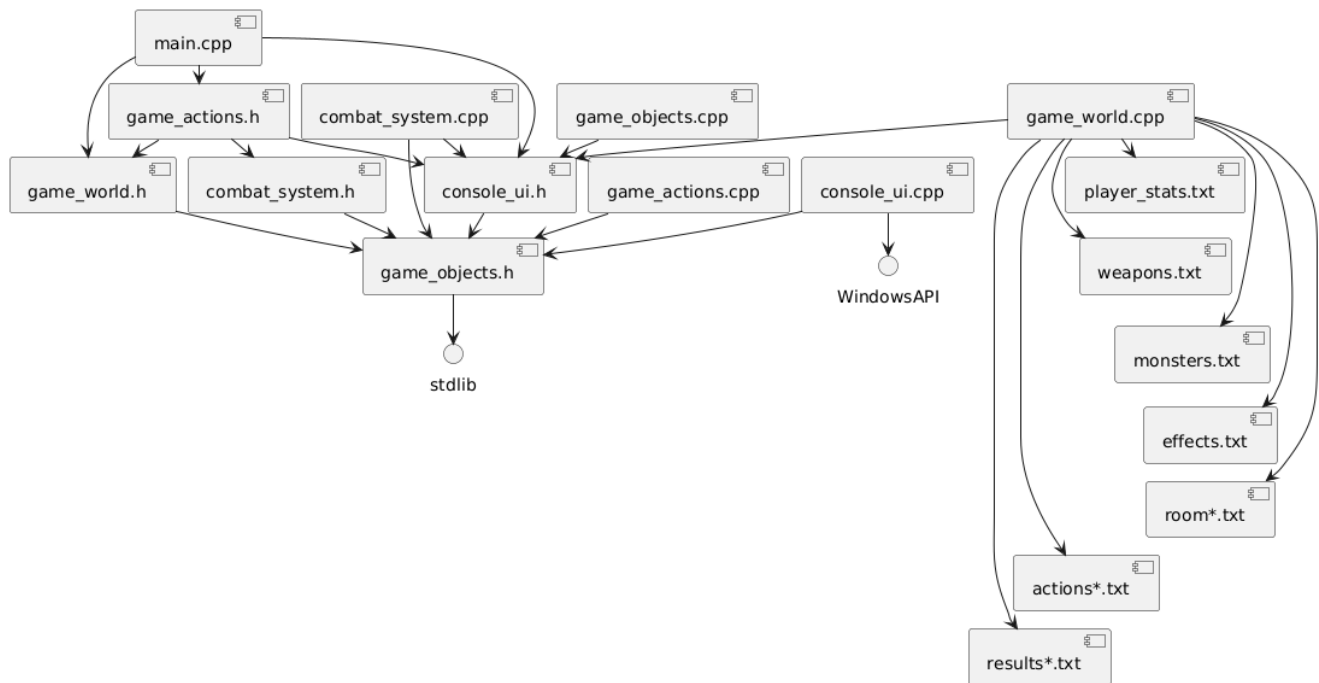 main.cpp
game_actions.h
combat_system.cpp
game_objects.cpp
game_world.cpp
game_world.h
combat_system.h
console_ui.h
game_actions.cpp
console_ui.cpp
player_stats.txt
game_objects.h
weapons.txt
WindowsAPI
monsters.txt
stdlib
effects.txt
room*.txt
actions*.txt
results*.txt